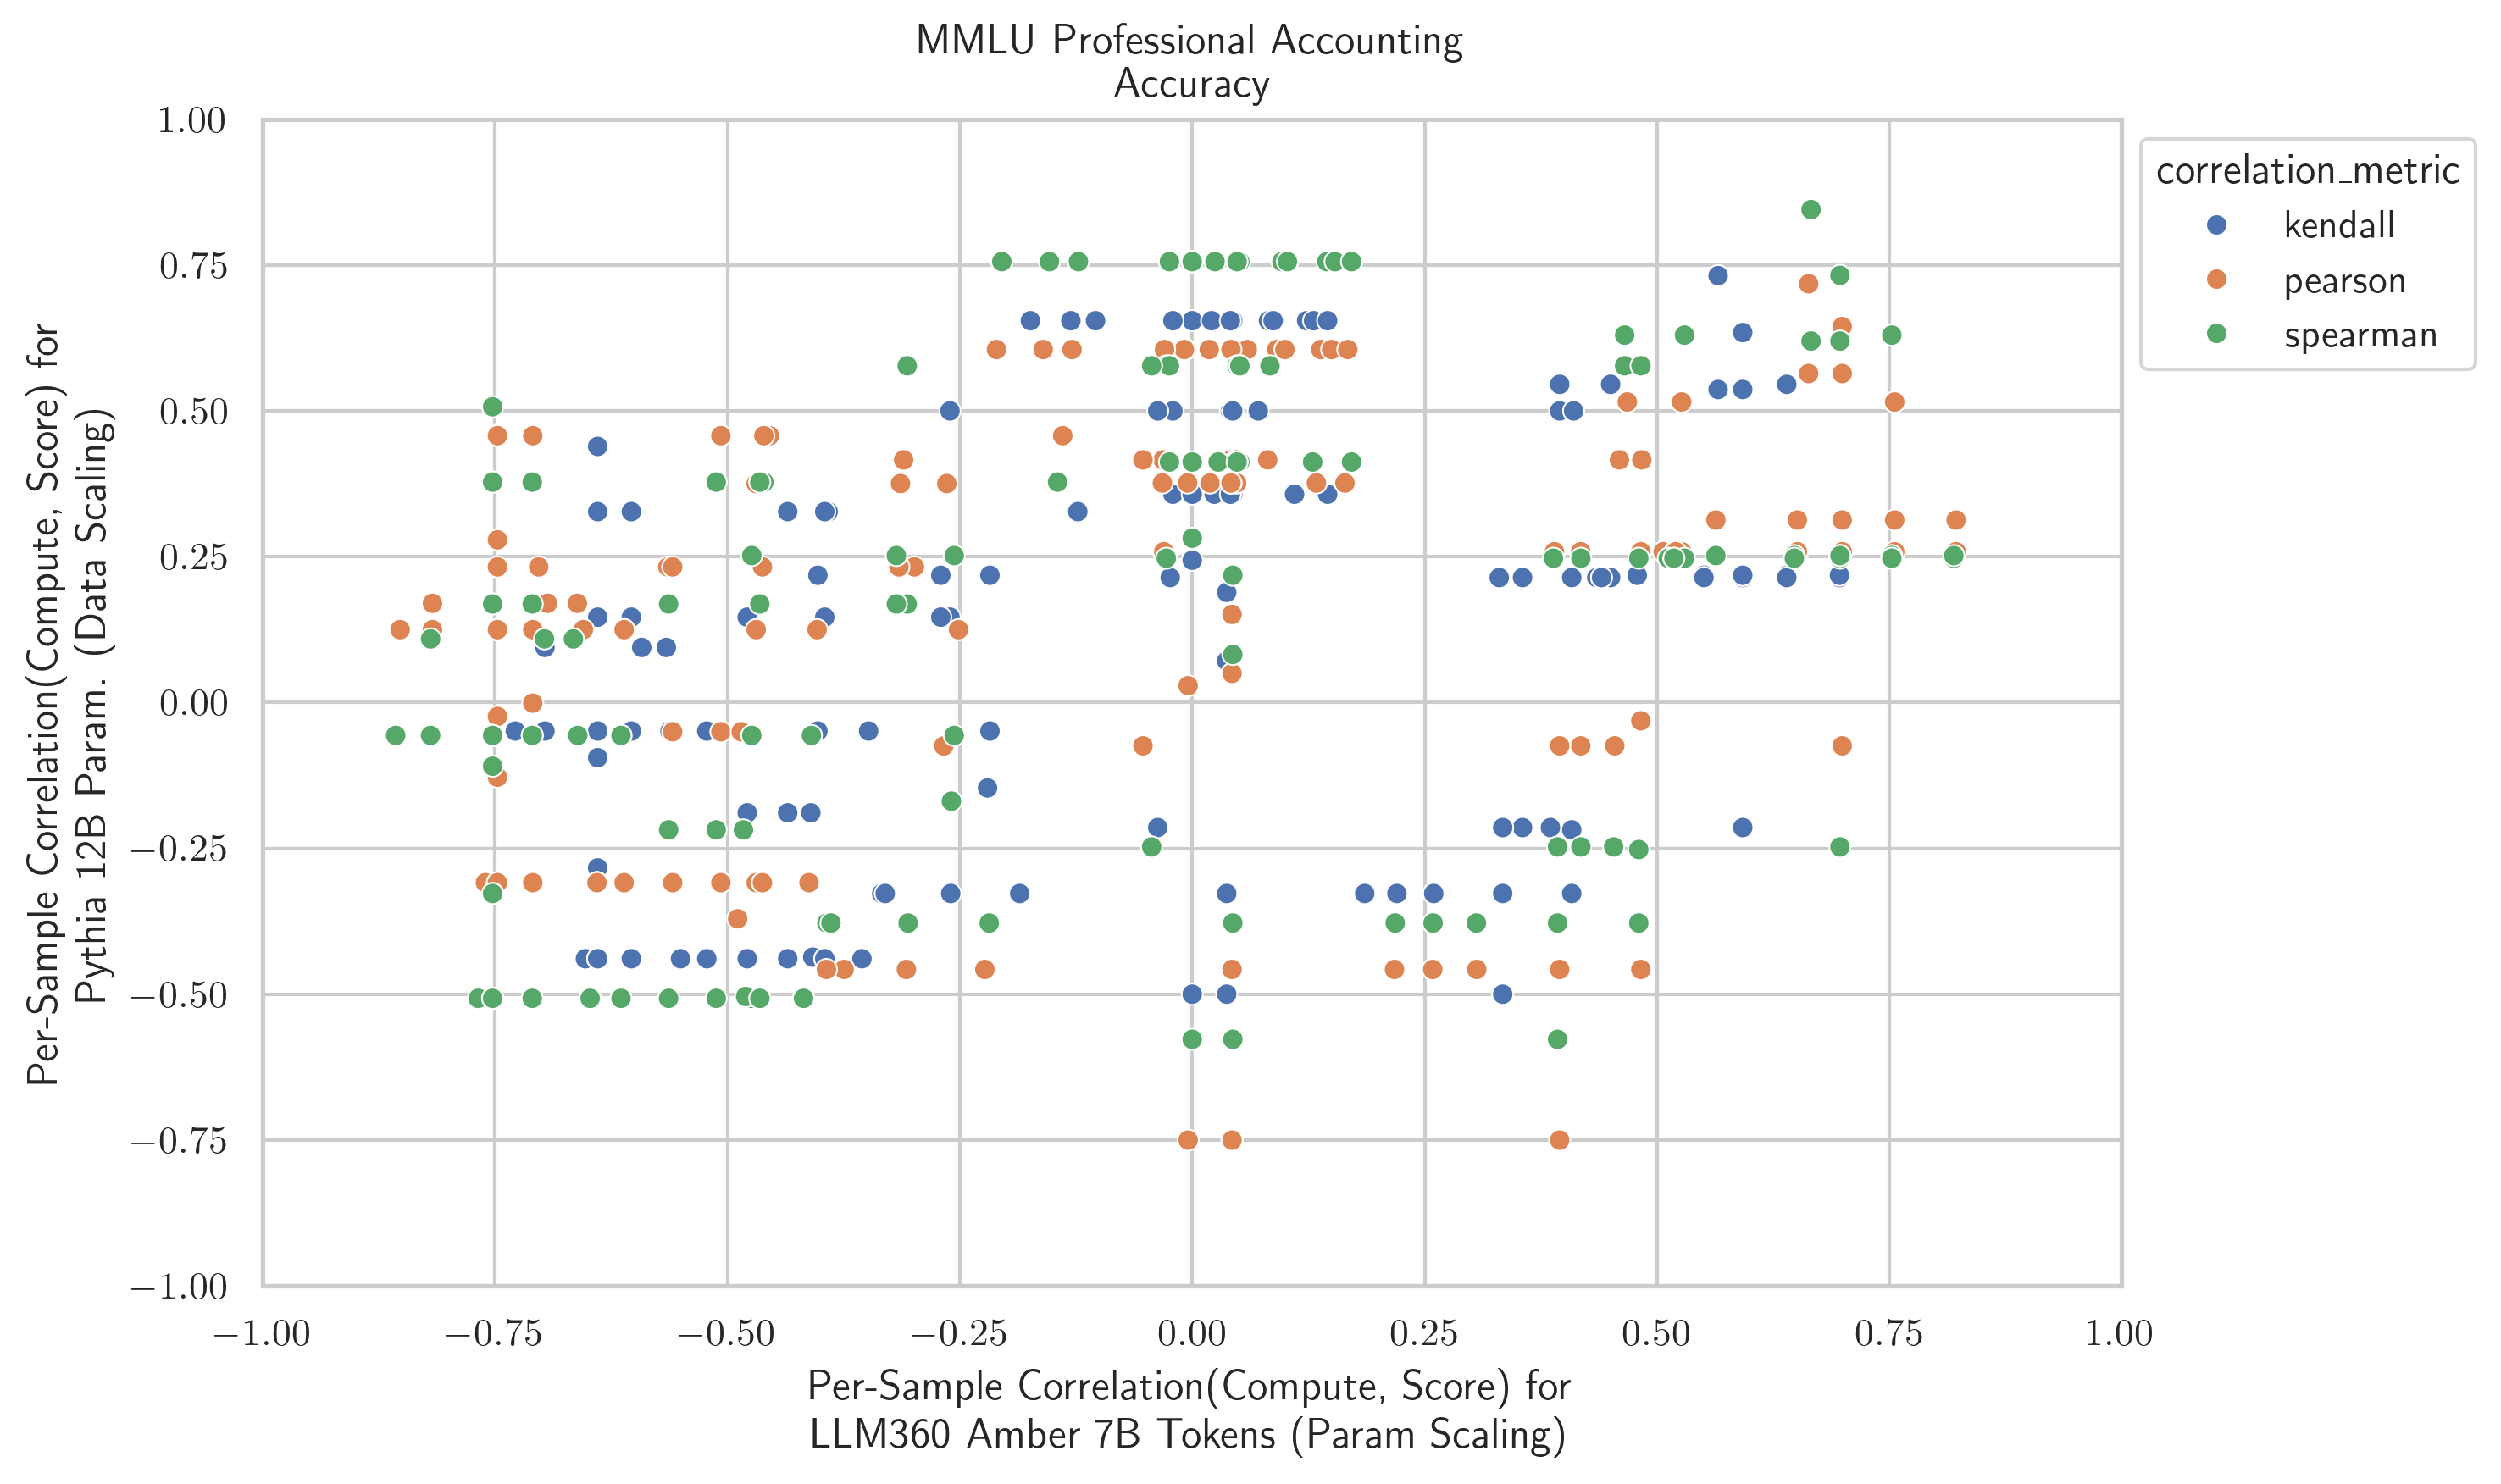 MMLU Professional Accounting
Accuracy
Per-Sample Correlation(Compute, Score) for
Pythia 12B Param. (Data Scaling)
1.00
0.75
0.50
0.25
0.00
−0.25
−0.50
−0.75
−1.00
−1.00
−0.75
−0.50
−0.25
0.00
0.25
0.50
0.75
1.00
Per-Sample Correlation(Compute, Score) for
LLM360 Amber 7B Tokens (Param Scaling)
correlation_metric
kendall
pearson
spearman